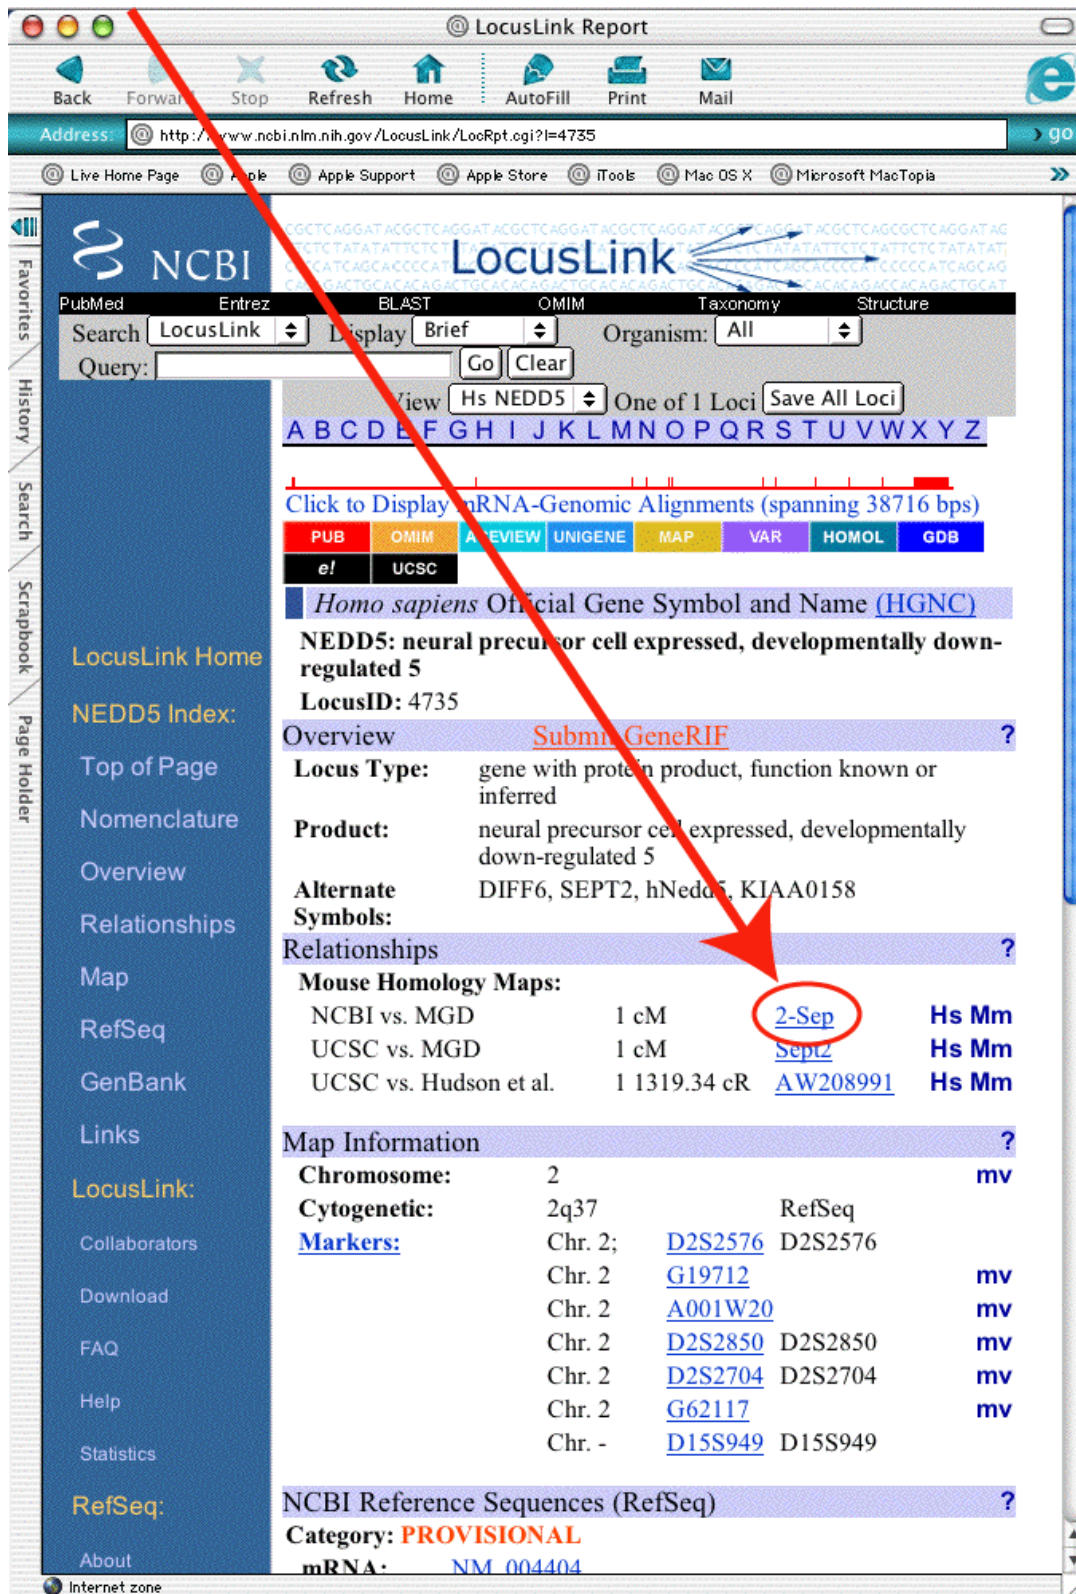 @ LocusLink Report
Back Forward Stop Refresh Home AutoFill Print Mail
Address: @ http://www.ncbi.nlm.nih.gov/LocusLink/LocRpt.cgi?l=4735 go
@ Live Home Page @ Apple @ Apple Support @ Apple Store @ iTools @ Mac OS X @ Microsoft MacTopia »
Favorites
History
Search
Scrapbook
Page Holder
NCBI LocusLink
PubMed Entrez BLAST OMIM Taxonomy Structure
Search LocusLink Display Brief Organism: All
Query: Go Clear
View Hs NEDD5 One of 1 Loci Save All Loci
A B C D E F G H I J K L M N O P Q R S T U V W X Y Z
Click to Display mRNA-Genomic Alignments (spanning 38716 bps)
PUB OMIM ACEVIEW UNIGENE MAP VAR HOMOL GDB
e! UCSC
Homo sapiens Official Gene Symbol and Name (HGNC)
NEDD5: neural precursor cell expressed, developmentally down-
regulated 5
LocusID: 4735
Overview Submit GeneRIF ?
Locus Type: gene with protein product, function known or
inferred
Product: neural precursor cell expressed, developmentally
down-regulated 5
Alternate DIFF6, SEPT2, hNedd5, KIAA0158
Symbols:
Relationships ?
Mouse Homology Maps:
NCBI vs. MGD 1 cM 2-Sep Hs Mm
UCSC vs. MGD 1 cM Sept2 Hs Mm
UCSC vs. Hudson et al. 1 1319.34 cR AW208991 Hs Mm
Map Information ?
Chromosome: 2 mv
Cytogenetic: 2q37 RefSeq
Markers: Chr. 2; D2S2576 D2S2576
Chr. 2 G19712 mv
Chr. 2 A001W20 mv
Chr. 2 D2S2850 D2S2850 mv
Chr. 2 D2S2704 D2S2704 mv
Chr. 2 G62117 mv
Chr. - D15S949 D15S949
NCBI Reference Sequences (RefSeq) ?
Category: PROVISIONAL
mRNA: NM_004404
LocusLink Home
NEDD5 Index:
Top of Page
Nomenclature
Overview
Relationships
Map
RefSeq
GenBank
Links
LocusLink:
Collaborators
Download
FAQ
Help
Statistics
RefSeq:
About
Internet zone